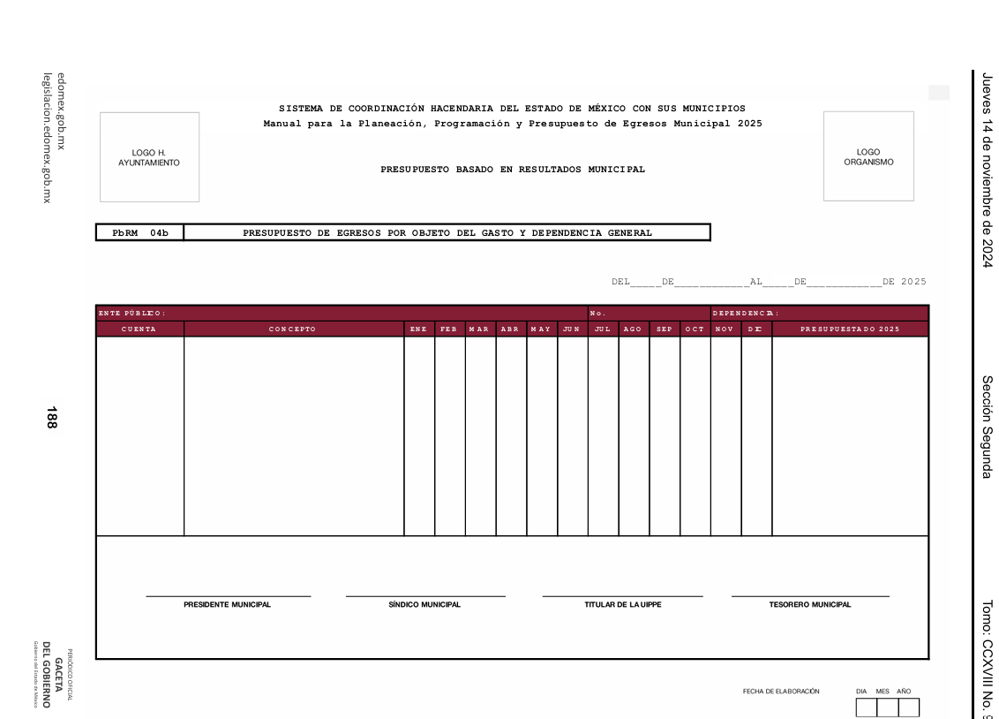 SISTEMA DE COORDINACIÓN HACENDARIA DEL ESTADO DE MÉXICO CON SUS MUNICIPIOS
Manual para la Planeación, Programación y Presupuesto de Egresos Municipal 2025
LOGO H.
AYUNTAMIENTO
LOGO
ORGANISMO
PRESUPUESTO BASADO EN RESULTADOS MUNICIPAL
PbRM 04b PRESUPUESTO DE EGRESOS POR OBJETO DEL GASTO Y DEPENDENCIA GENERAL
DEL_____DE____________AL_____DE____________DE 2025
ENTE PÚBLICO: No. DEPENDENCIA:
CUENTA CONCEPTO ENE FEB MAR ABR MAY JUN JUL AGO SEP OCT NOV DIC PRESUPUESTADO 2025
PRESIDENTE MUNICIPAL SÍNDICO MUNICIPAL TITULAR DE LA UIPPE TESORERO MUNICIPAL
FECHA DE ELABORACIÓN DIA MES AÑO
Jueves 14 de noviembre de 2024 Sección Segunda Tomo: CCXVIII No.
edomex.gob.mx
legislacion.edomex.gob.mx
188
PERIÓDICO OFICIAL
GACETA
DEL GOBIERNO
Gobierno del Estado de México